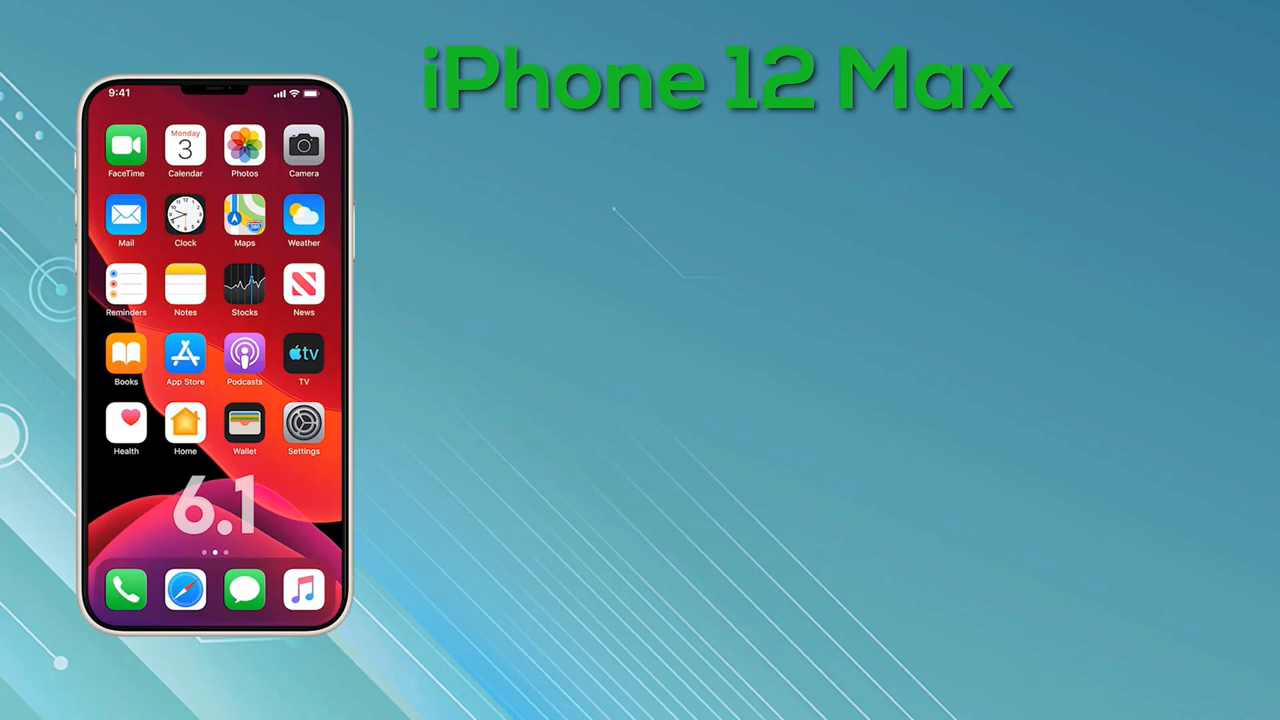 iPhone 12 Max
9:41
FaceTime
Monday
3
Calendar
Photos
Camera
Mail
Clock
Maps
Weather
Reminders
Notes
Stocks
News
Books
App Store
Podcasts
tv
TV
Health
Home
Wallet
Settings
6.1